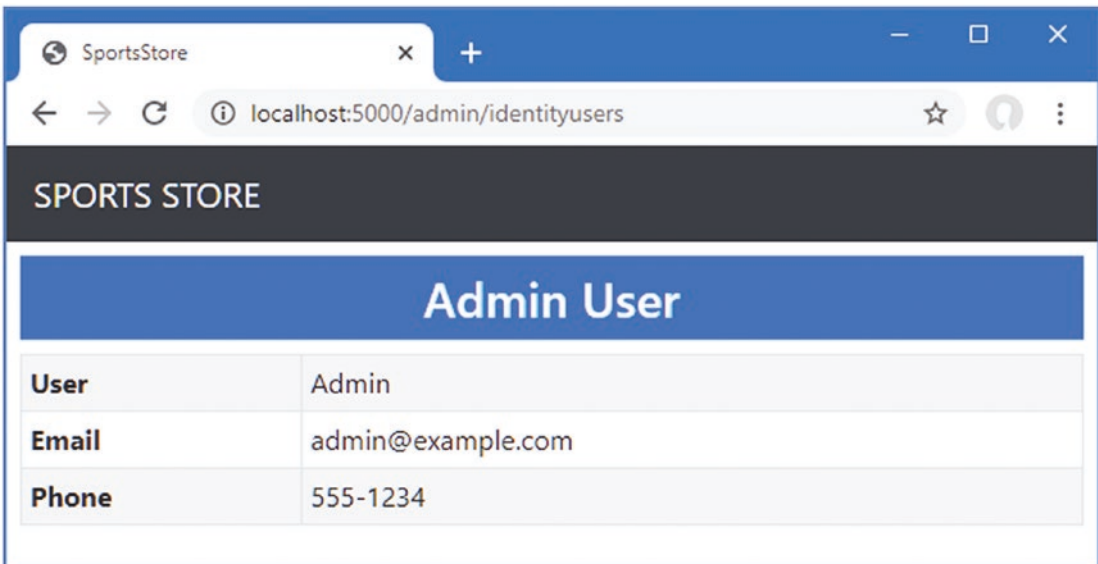 SportsStore
localhost:5000/admin/identityusers
SPORTS STORE
Admin User
User Admin
Email admin@example.com
Phone 555-1234